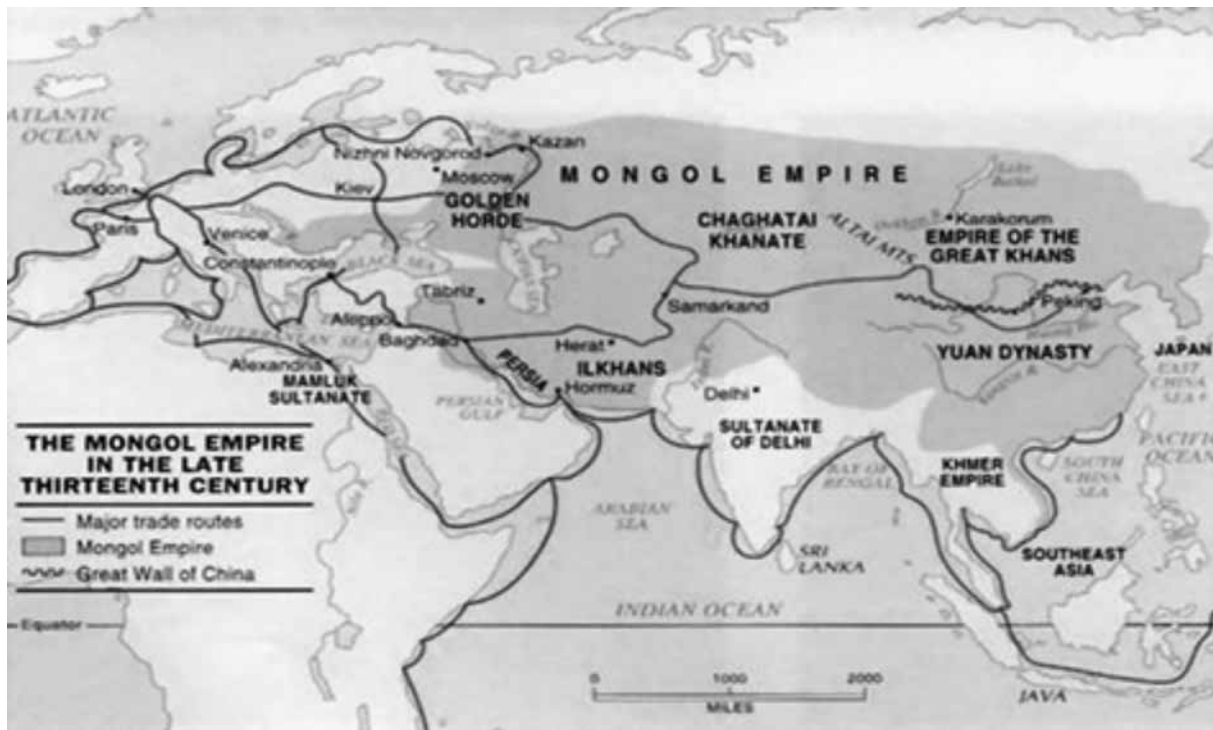 ATLANTIC
OCEAN
Kazan
Nizhni Novgorod
Moscow
MONGOL EMPIRE
London
Kiev
GOLDEN
HORDE
Paris
Venice
CHAGHATAI
KHANATE
ALTAI MTS
Karakorum
EMPIRE OF THE
GREAT KHANS
Constantinople
BLACK SEA
CASPIAN SEA
Tabriz
Samarkand
Peking
Aleppo
MEDITERRANEAN SEA
Baghdad
Herat
YUAN DYNASTY
JAPAN
EAST
CHINA
SEA
Alexandria
MAMLUK
SULTANATE
PERSIA
ILKHANS
Hormuz
PERSIAN
GULF
Delhi
SULTANATE
OF DELHI
PACIFIC
OCEAN
KHMER
EMPIRE
SOUTH
CHINA
SEA
BAY OF
BENGAL
ARABIAN
SEA
SRI
LANKA
SOUTHEAST
ASIA
THE MONGOL EMPIRE
IN THE LATE
THIRTEENTH CENTURY
Major trade routes
Mongol Empire
Great Wall of China
INDIAN OCEAN
Equator
0 1000 2000
MILES
JAVA